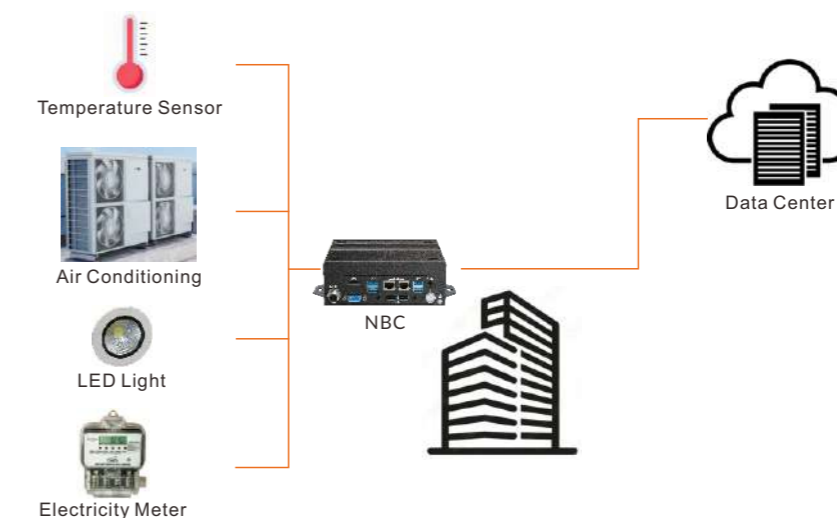 Temperature Sensor
Air Conditioning
LED Light
Electricity Meter
NBC
Data Center